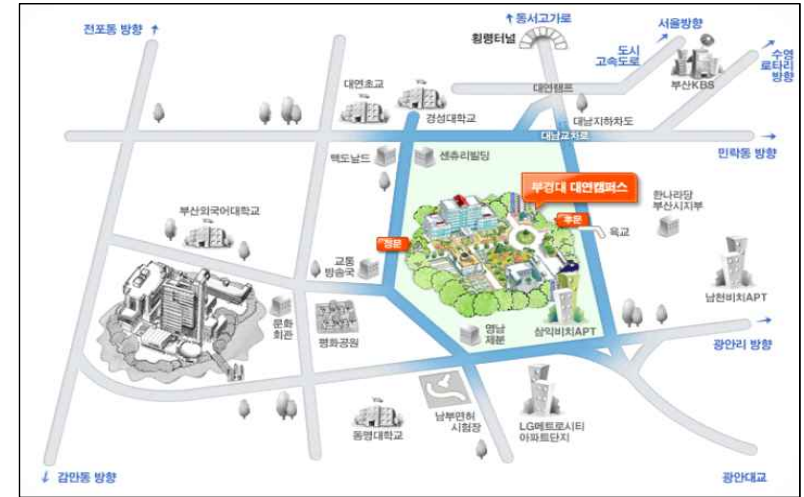 전포동 방향 ↑
↑ 동서고가로
횡령터널
서울방향
도시
고속도로
수영
로타리
방향
부산KBS
대연초교
경성대학교
대연램프
대남지하차도
대남교차로
민락동 방향
맥도날드
센츄리빌딩
부경대 대연캠퍼스
한나라당
부산시지부
부산외국어대학교
정문
후문
육교
교통
방송국
남천비치APT
문화
회관
평화공원
영남
제분
삼익비치APT
광안리 방향
동명대학교
남부면허
시험장
LG메트로시티
아파트단지
↓ 감만동 방향
광안대교